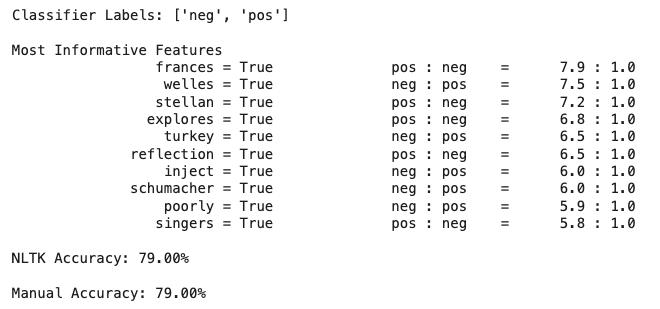 Classifier Labels: ['neg', 'pos']
Most Informative Features
frances = True pos : neg = 7.9 : 1.0
welles = True neg : pos = 7.5 : 1.0
stellan = True pos : neg = 7.2 : 1.0
explores = True pos : neg = 6.8 : 1.0
turkey = True neg : pos = 6.5 : 1.0
reflection = True pos : neg = 6.5 : 1.0
inject = True neg : pos = 6.0 : 1.0
schumacher = True neg : pos = 6.0 : 1.0
poorly = True neg : pos = 5.9 : 1.0
singers = True pos : neg = 5.8 : 1.0
NLTK Accuracy: 79.00%
Manual Accuracy: 79.00%